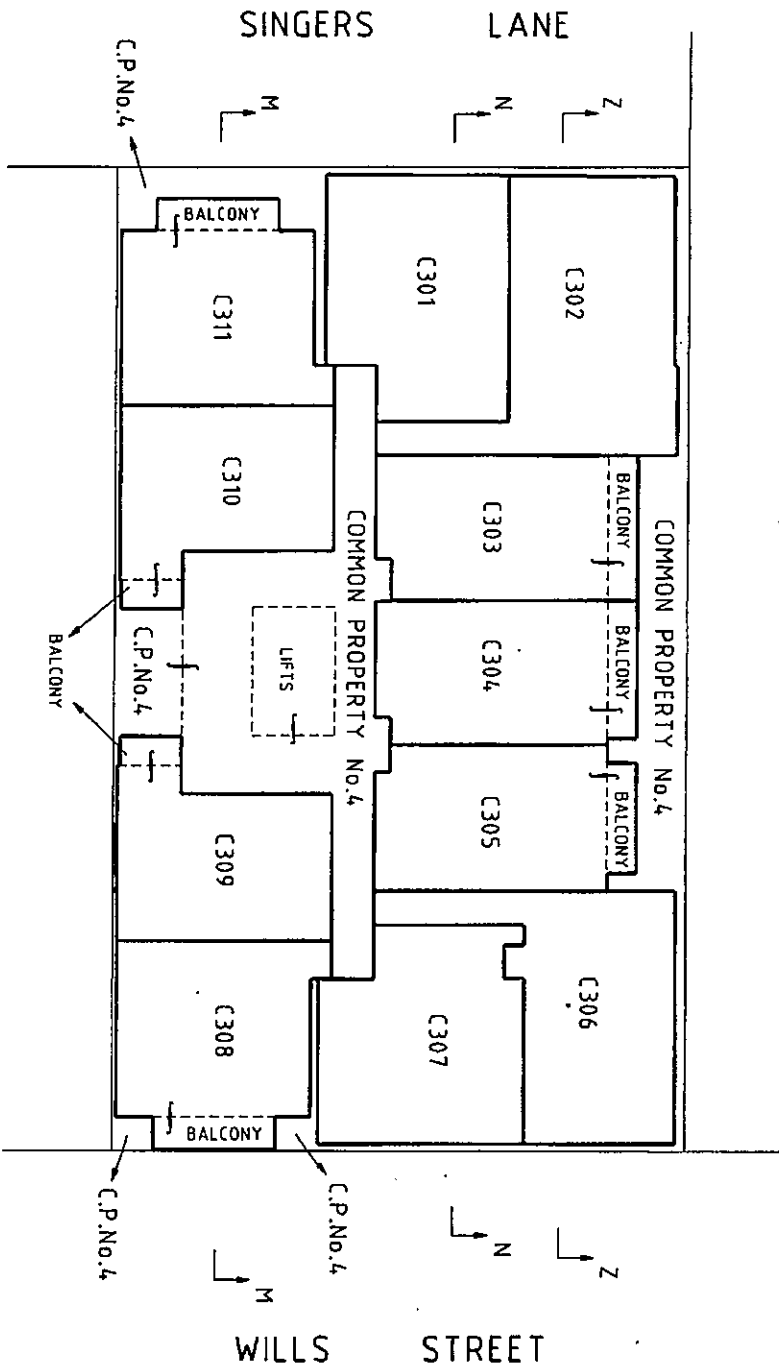 SINGERS LANE
C.P.No.4
M
N
Z
BALCONY
C311
C301
C302
C310
C303
BALCONY
COMMON PROPERTY No.4
COMMON PROPERTY No.4
BALCONY
C.P.No.4
LIFTS
C304
BALCONY
C305
BALCONY
C309
C308
C307
C306
BALCONY
C.P.No.4
C.P.No.4
M
N
Z
WILLS STREET